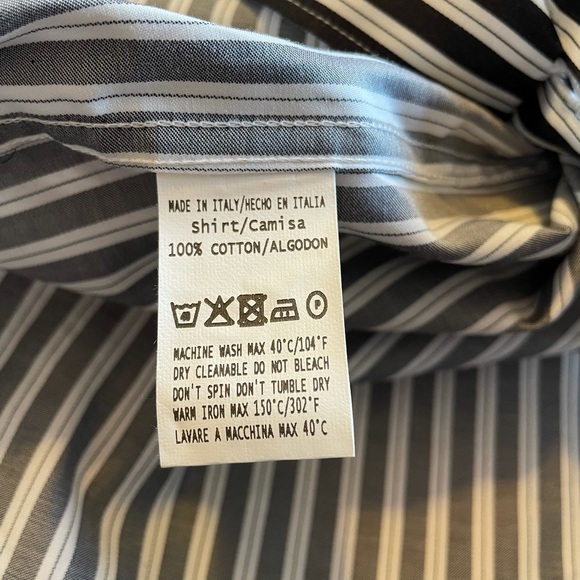 MADE IN ITALY/HECHO EN ITALIA
Shirt/Camisa
100% COTTON/ALGODON
40 P
MACHINE WASH MAX 40°C/104°F
DRY CLEANABLE DO NOT BLEACH
DON'T SPIN DON'T TUMBLE DRY
WARM IRON MAX 150°C/302°F
LAVARE A MACCHINA MAX 40°C